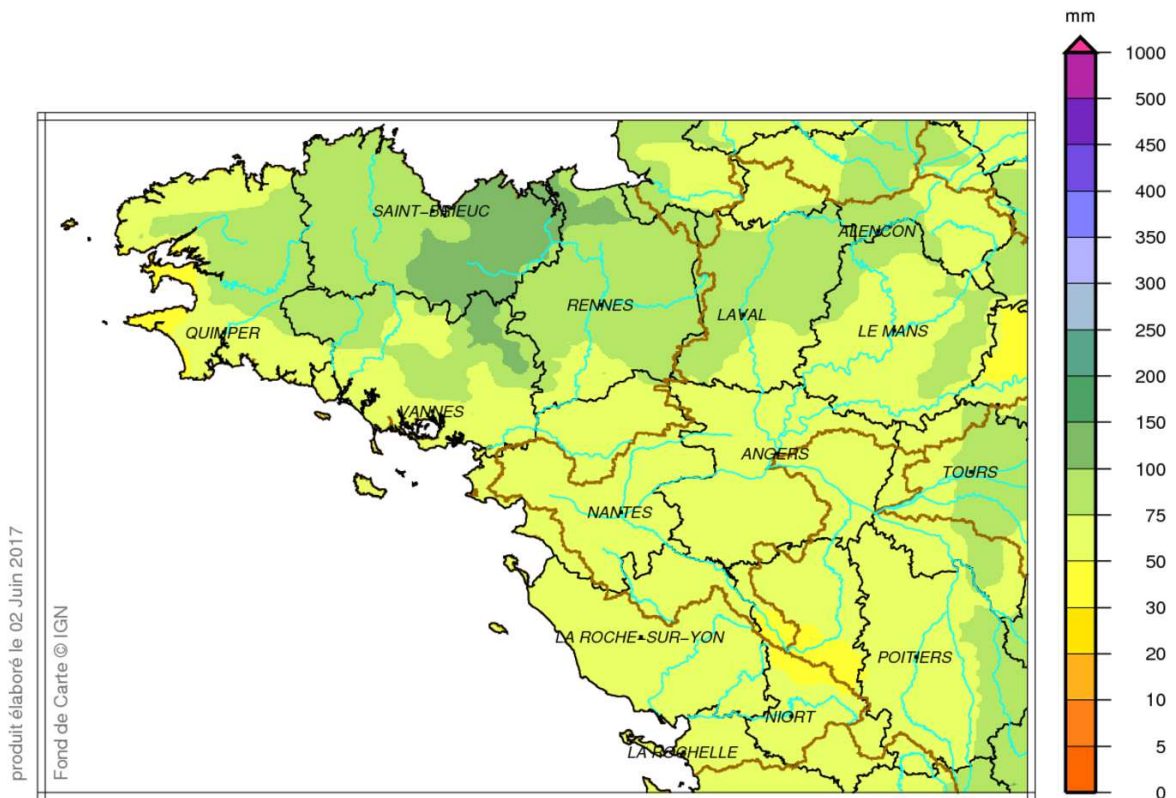 mm
1000
500
450
400
350
300
250
200
150
100
75
50
30
20
10
5
0
SAINT-BRIEUC
ALENCON
RENNES
LAVAL
LE MANS
QUIMPER
VANNES
ANGERS
TOURS
NANTES
LA ROCHE-SUR-YON
POITIERS
NIORT
LA ROCHELLE
produit élaboré le 02 Juin 2017
Fond de Carte © IGN